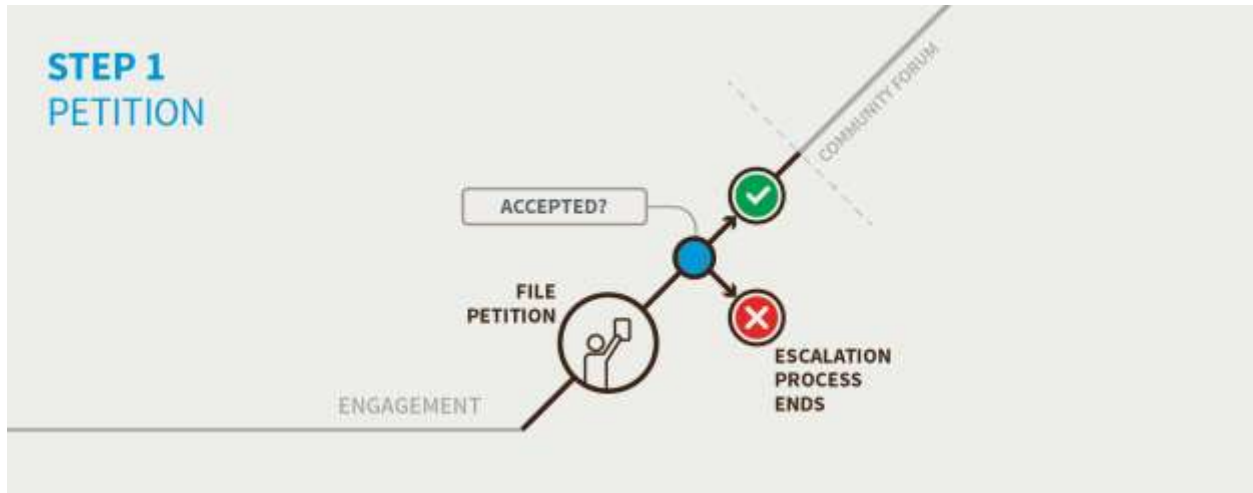 STEP 1
PETITION
COMMUNITY FORUM
ACCEPTED?
FILE
PETITION
ESCALATION
PROCESS
ENDS
ENGAGEMENT